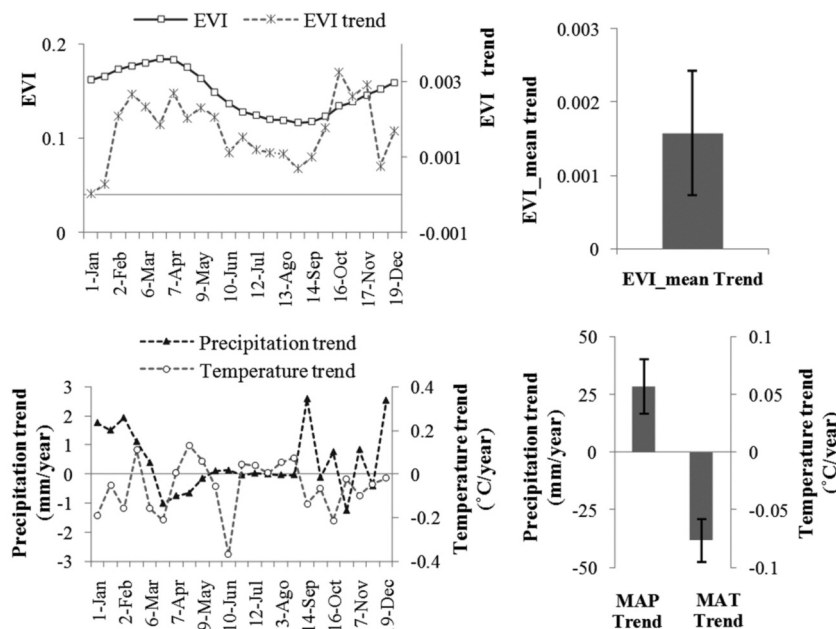 EVI EVI trend
0.2
0.1
0
EVI
0.003
0.001
-0.001
EVI trend
1-Jan
2-Feb
6-Mar
7-Apr
9-May
10-Jun
12-Jul
13-Ago
14-Sep
16-Oct
17-Nov
19-Dec
0.003
0.002
0.001
0
EVI_mean trend
EVI_mean Trend
Precipitation trend
Temperature trend
3
2
1
0
-1
-2
-3
Precipitation trend
(mm/year)
0.4
0.2
0
-0.2
-0.4
Temperature trend
(˚C/year)
1-Jan
2-Feb
6-Mar
7-Apr
9-May
10-Jun
12-Jul
13-Ago
14-Sep
16-Oct
7-Nov
9-Dec
50
25
0
-25
-50
Precipitation trend
(mm/year)
0.1
0.05
0
-0.05
-0.1
Temperature trend
(˚C/year)
MAP MAT
Trend Trend